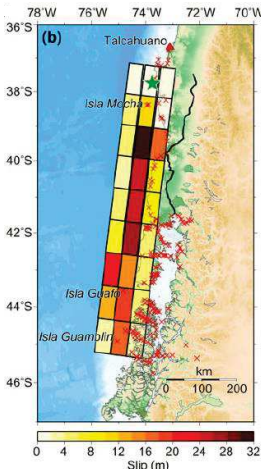 78°W 76°W 74°W 72°W 70°W
36°S
(b)
Talcahuano
38°S
Isla Mocha
40°S
42°S
44°S
Isla Guafo
Isla Guamblin
46°S
km
0 100 200
0 4 8 12 16 20 24 28 32
Slip (m)